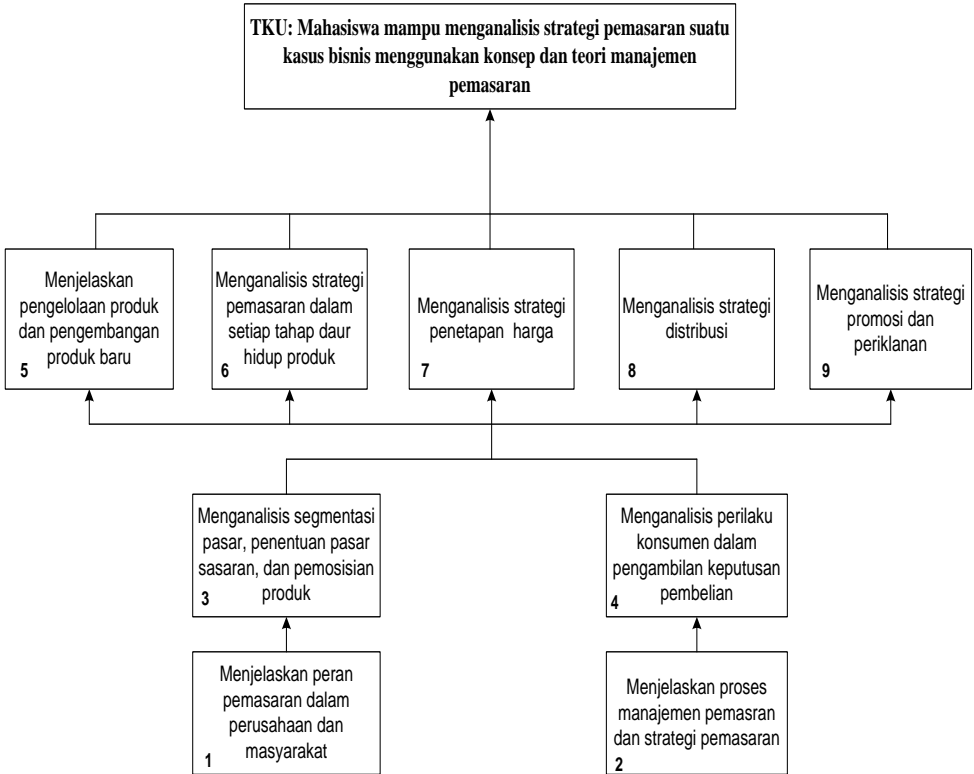 TKU: Mahasiswa mampu menganalisis strategi pemasaran suatu
kasus bisnis menggunakan konsep dan teori manajemen
pemasaran
Menjelaskan
pengelolaan produk
dan pengembangan
produk baru
5
Menganalisis strategi
pemasaran dalam
setiap tahap daur
hidup produk
6
Menganalisis strategi
penetapan harga
7
Menganalisis strategi
distribusi
8
Menganalisis strategi
promosi dan
periklanan
9
Menganalisis segmentasi
pasar, penentuan pasar
sasaran, dan pemosisian
produk
3
Menganalisis perilaku
konsumen dalam
pengambilan keputusan
pembelian
4
Menjelaskan peran
pemasaran dalam
perusahaan dan
masyarakat
1
Menjelaskan proses
manajemen pemasran
dan strategi pemasaran
2